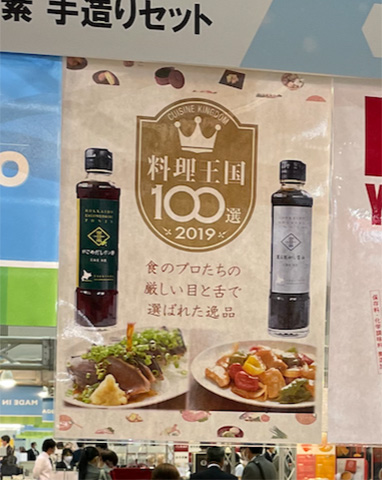 素 手造りセット
CUISINE KINGDOM
料理王国
100選
2019
食のプロたちの
厳しい目と舌で
選ばれた逸品
HOKKAIDO
MADE IN